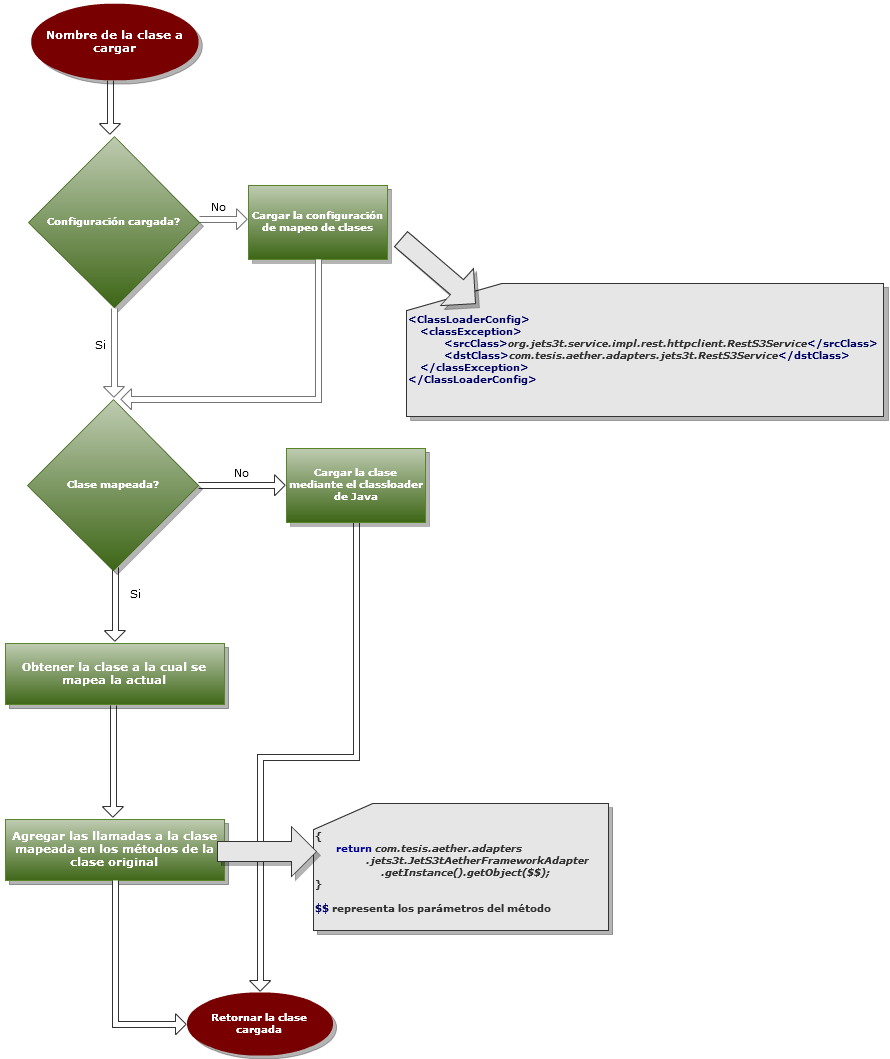 Nombre de la clase a
cargar
Configuración cargada?
No
Cargar la configuración
de mapeo de clases
Si
<ClassLoaderConfig>
<classException>
<srcClass>org.jets3t.service.impl.rest.httpclient.RestS3Service</srcClass>
<dstClass>com.tesis.aether.adapters.jets3t.RestS3Service</dstClass>
</classException>
</ClassLoaderConfig>
Clase mapeada?
No
Cargar la clase
mediante el classloader
de Java
Si
Obtener la clase a la cual se
mapea la actual
Agregar las llamadas a la clase
mapeada en los métodos de la
clase original
{
return com.tesis.aether.adapters
.jets3t.JetS3tAetherFrameworkAdapter
.getInstance().getObject($$);
}
$$ representa los parámetros del método
Retornar la clase
cargada